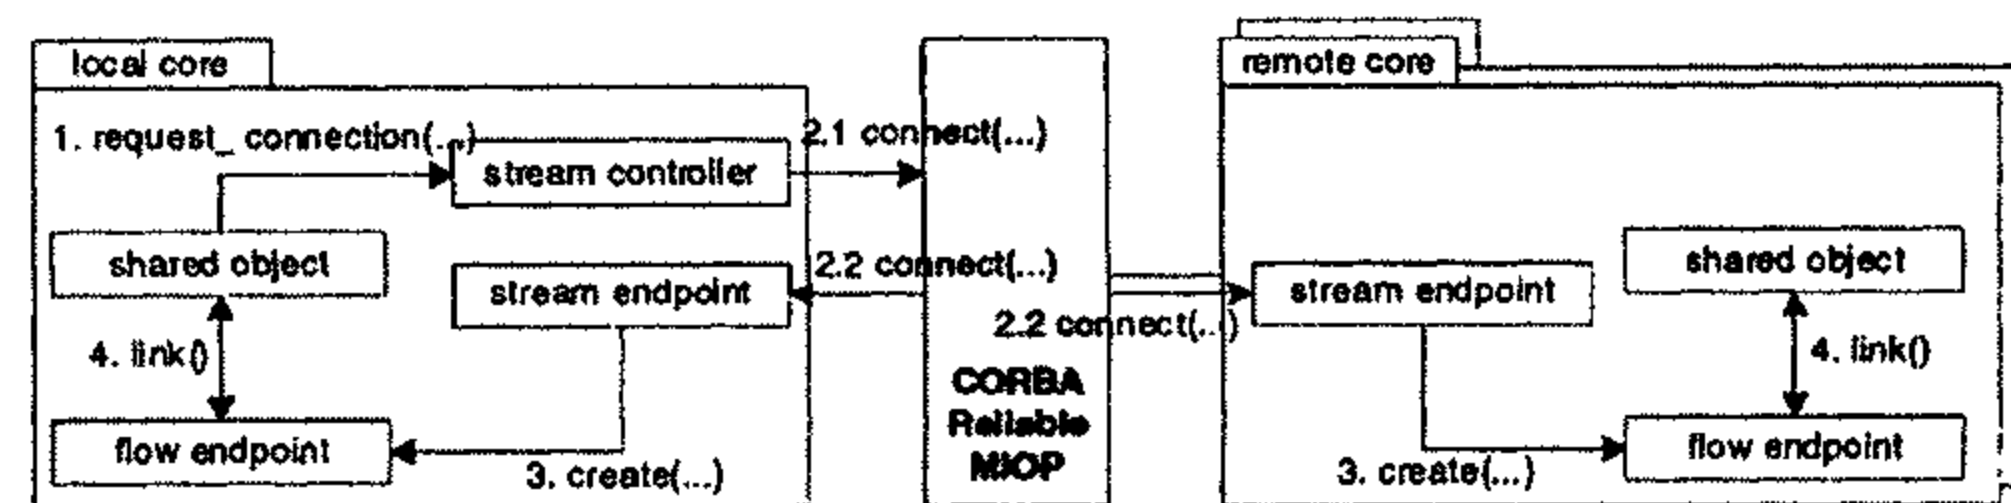 local core
remote core
1. request_ connection(...)
2.1 connect(...)
stream controller
shared object
2.2 connect(...)
stream endpoint
stream endpoint
shared object
2.2 connect(...)
4. link()
4. link()
CORBA
Reliable
MIOP
flow endpoint
3. create(...)
3. create(...)
flow endpoint